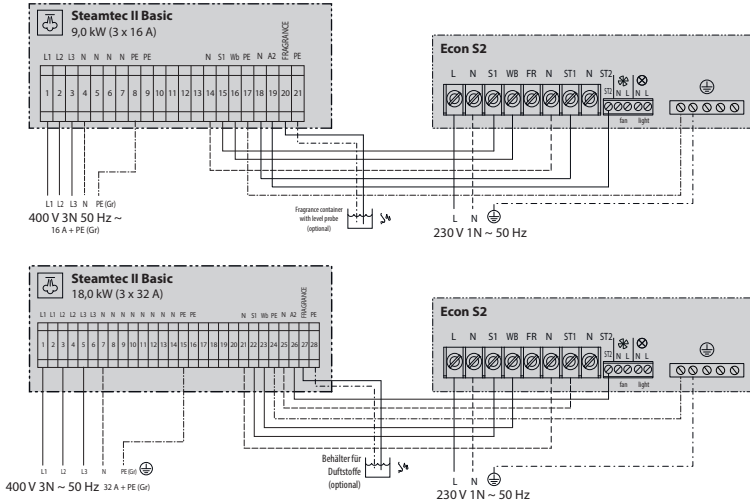 Steamtec II Basic
9,0 kW (3 x 16 A)
L1 L2 L3 N N N PE PE N S1 Wb PE N A2 FRAGRANCE PE
1 2 3 4 5 6 7 8 9 10 11 12 13 14 15 16 17 18 19 20 21
L1 L2 L3 N PE (Gr)
400 V 3N 50 Hz ~
16 A + PE (Gr)
Fragrance container
with level probe
(optional)
Econ S2
L N S1 WB FR N ST1 N ST2
ST2 N L N L
fan light
L N
230 V 1N ~ 50 Hz
Steamtec II Basic
18,0 kW (3 x 32 A)
L1 L1 L2 L2 L3 L3 N N N N N N N N PE PE N S1 Wb PE N A2 FRAGRANCE PE
1 2 3 4 5 6 7 8 9 10 11 12 13 14 15 16 17 18 19 20 21 22 23 24 25 26 27 28
L1 L2 L3 N PE (Gr)
400 V 3N ~ 50 Hz 32 A + PE (Gr)
Behälter für
Duftstoffe
(optional)
Econ S2
L N S1 WB FR N ST1 N ST2
ST2 N L N L
fan light
L N
230 V 1N ~ 50 Hz